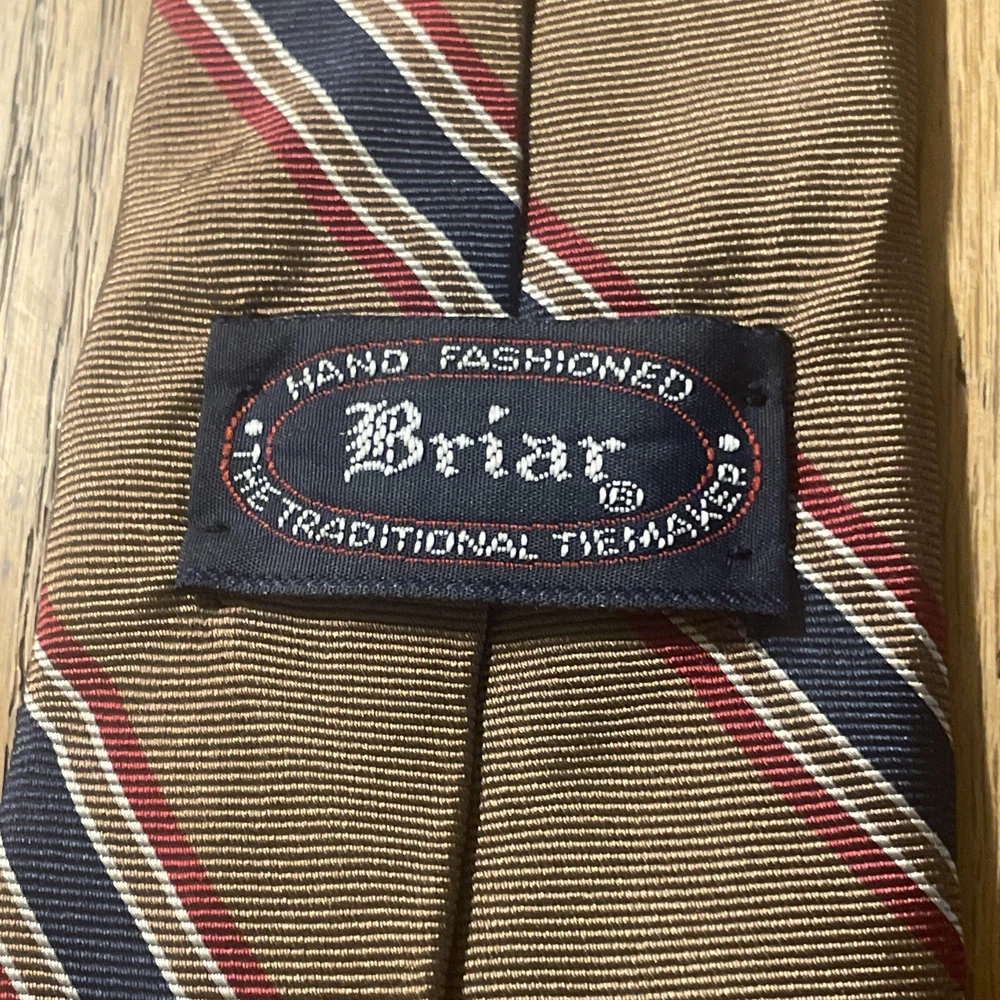 HAND FASHIONED
Briar®
THE TRADITIONAL TIEMAKER